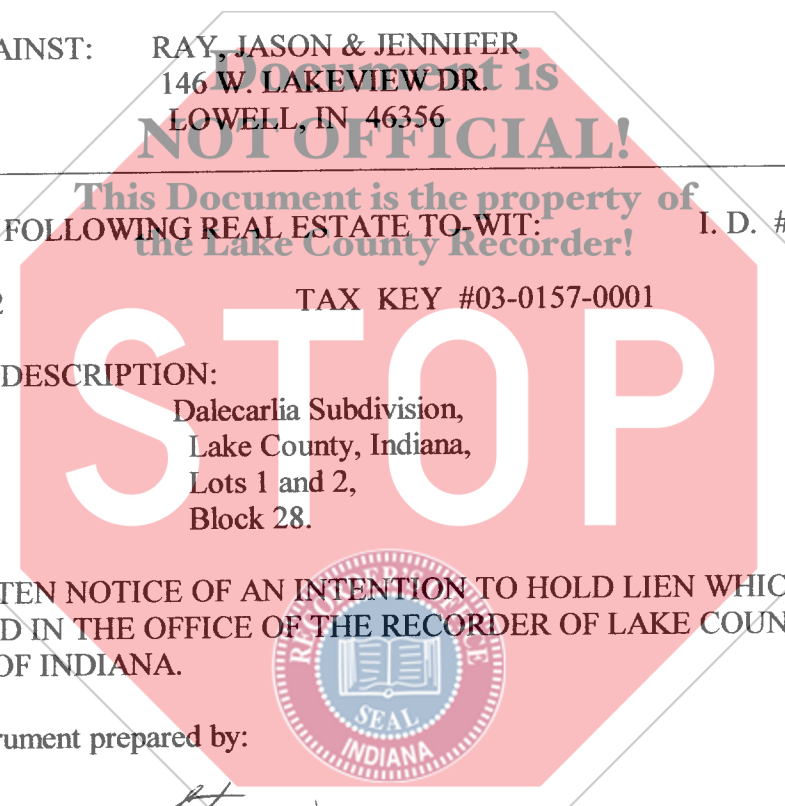 AINST: RAY, JASON & JENNIFER
146 W. LAKEVIEW DR.
Document is
LOWELL, IN 46356
NOT OFFICIAL!
This Document is the property of
FOLLOWING REAL ESTATE TO-WIT: I. D. #
the Lake County Recorder!
2 TAX KEY #03-0157-0001
STOP
DESCRIPTION:
Dalecarlia Subdivision,
Lake County, Indiana,
Lots 1 and 2,
Block 28.
TEN NOTICE OF AN INTENTION TO HOLD LIEN WHIC
D IN THE OFFICE OF THE RECORDER OF LAKE COUN
OF INDIANA.
RECORDER'S OFFICE
SEAL
INDIANA
rument prepared by: